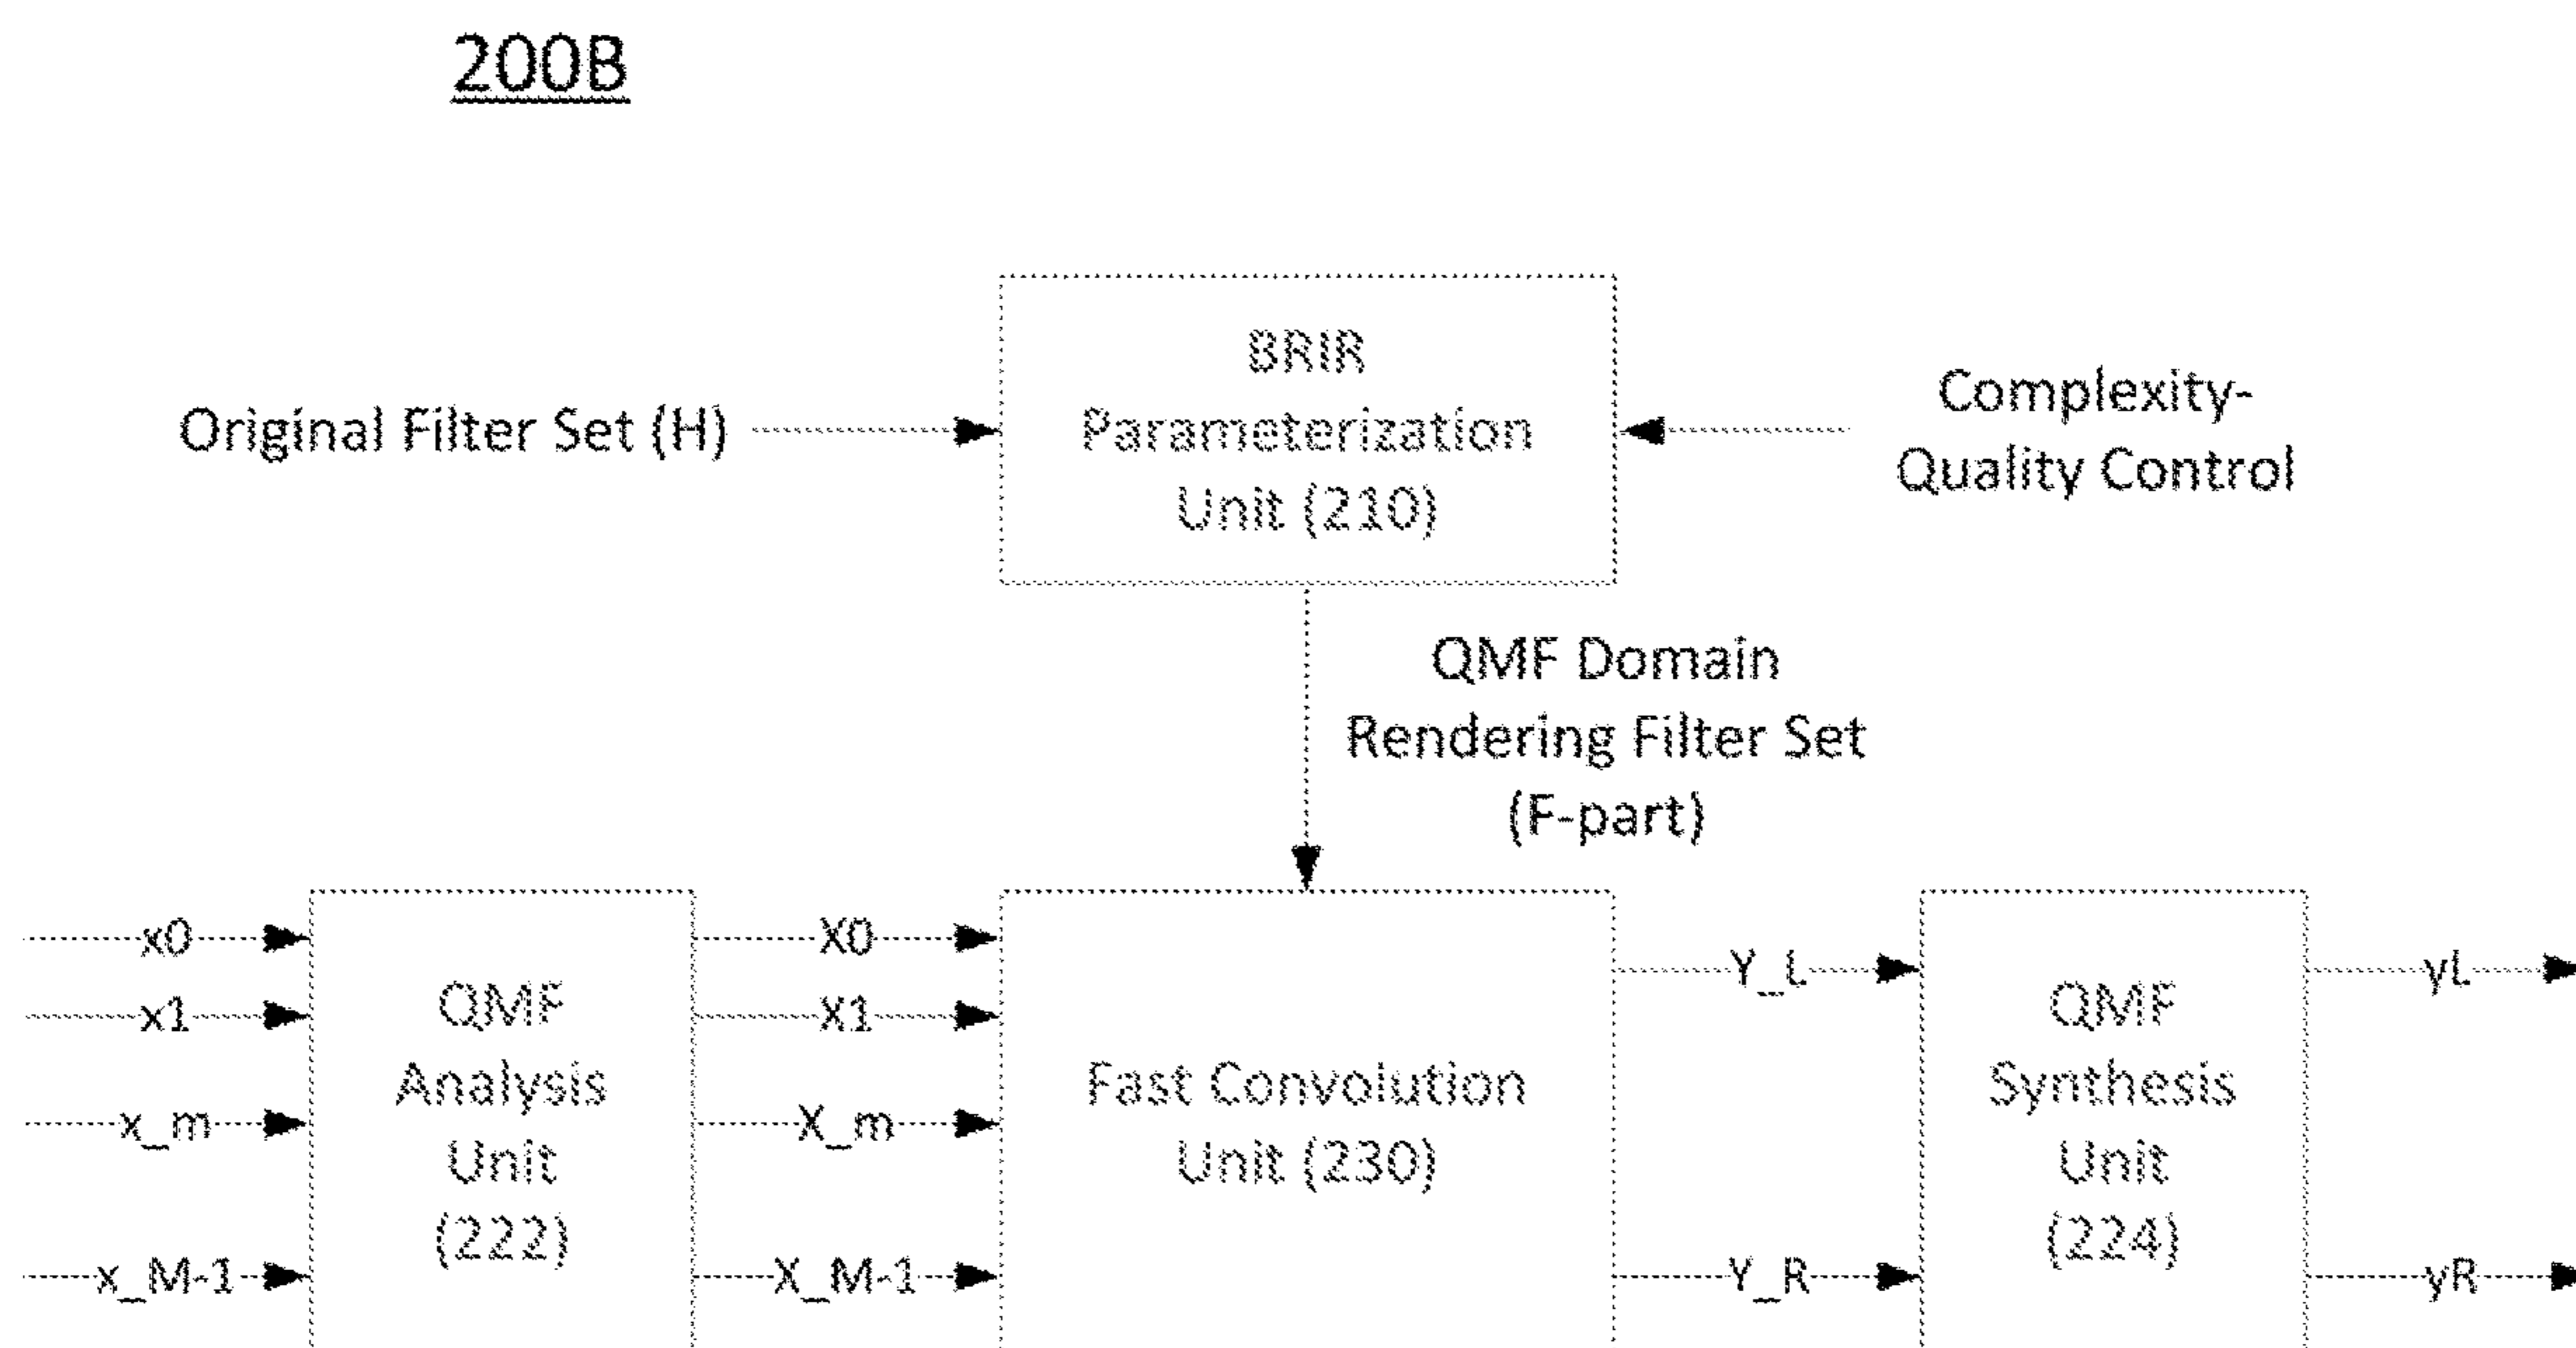 200B
Original Filter Set (H)
BRIR
Parameterization
Unit (210)
Complexity-
Quality Control
QMF Domain
Rendering Filter Set
(F-part)
x0
x1
x_m
x_M-1
QMF
Analysis
Unit
(222)
X0
X1
X_m
X_M-1
Fast Convolution
Unit (230)
Y_L
Y_R
QMF
Synthesis
Unit
(224)
yL
yR